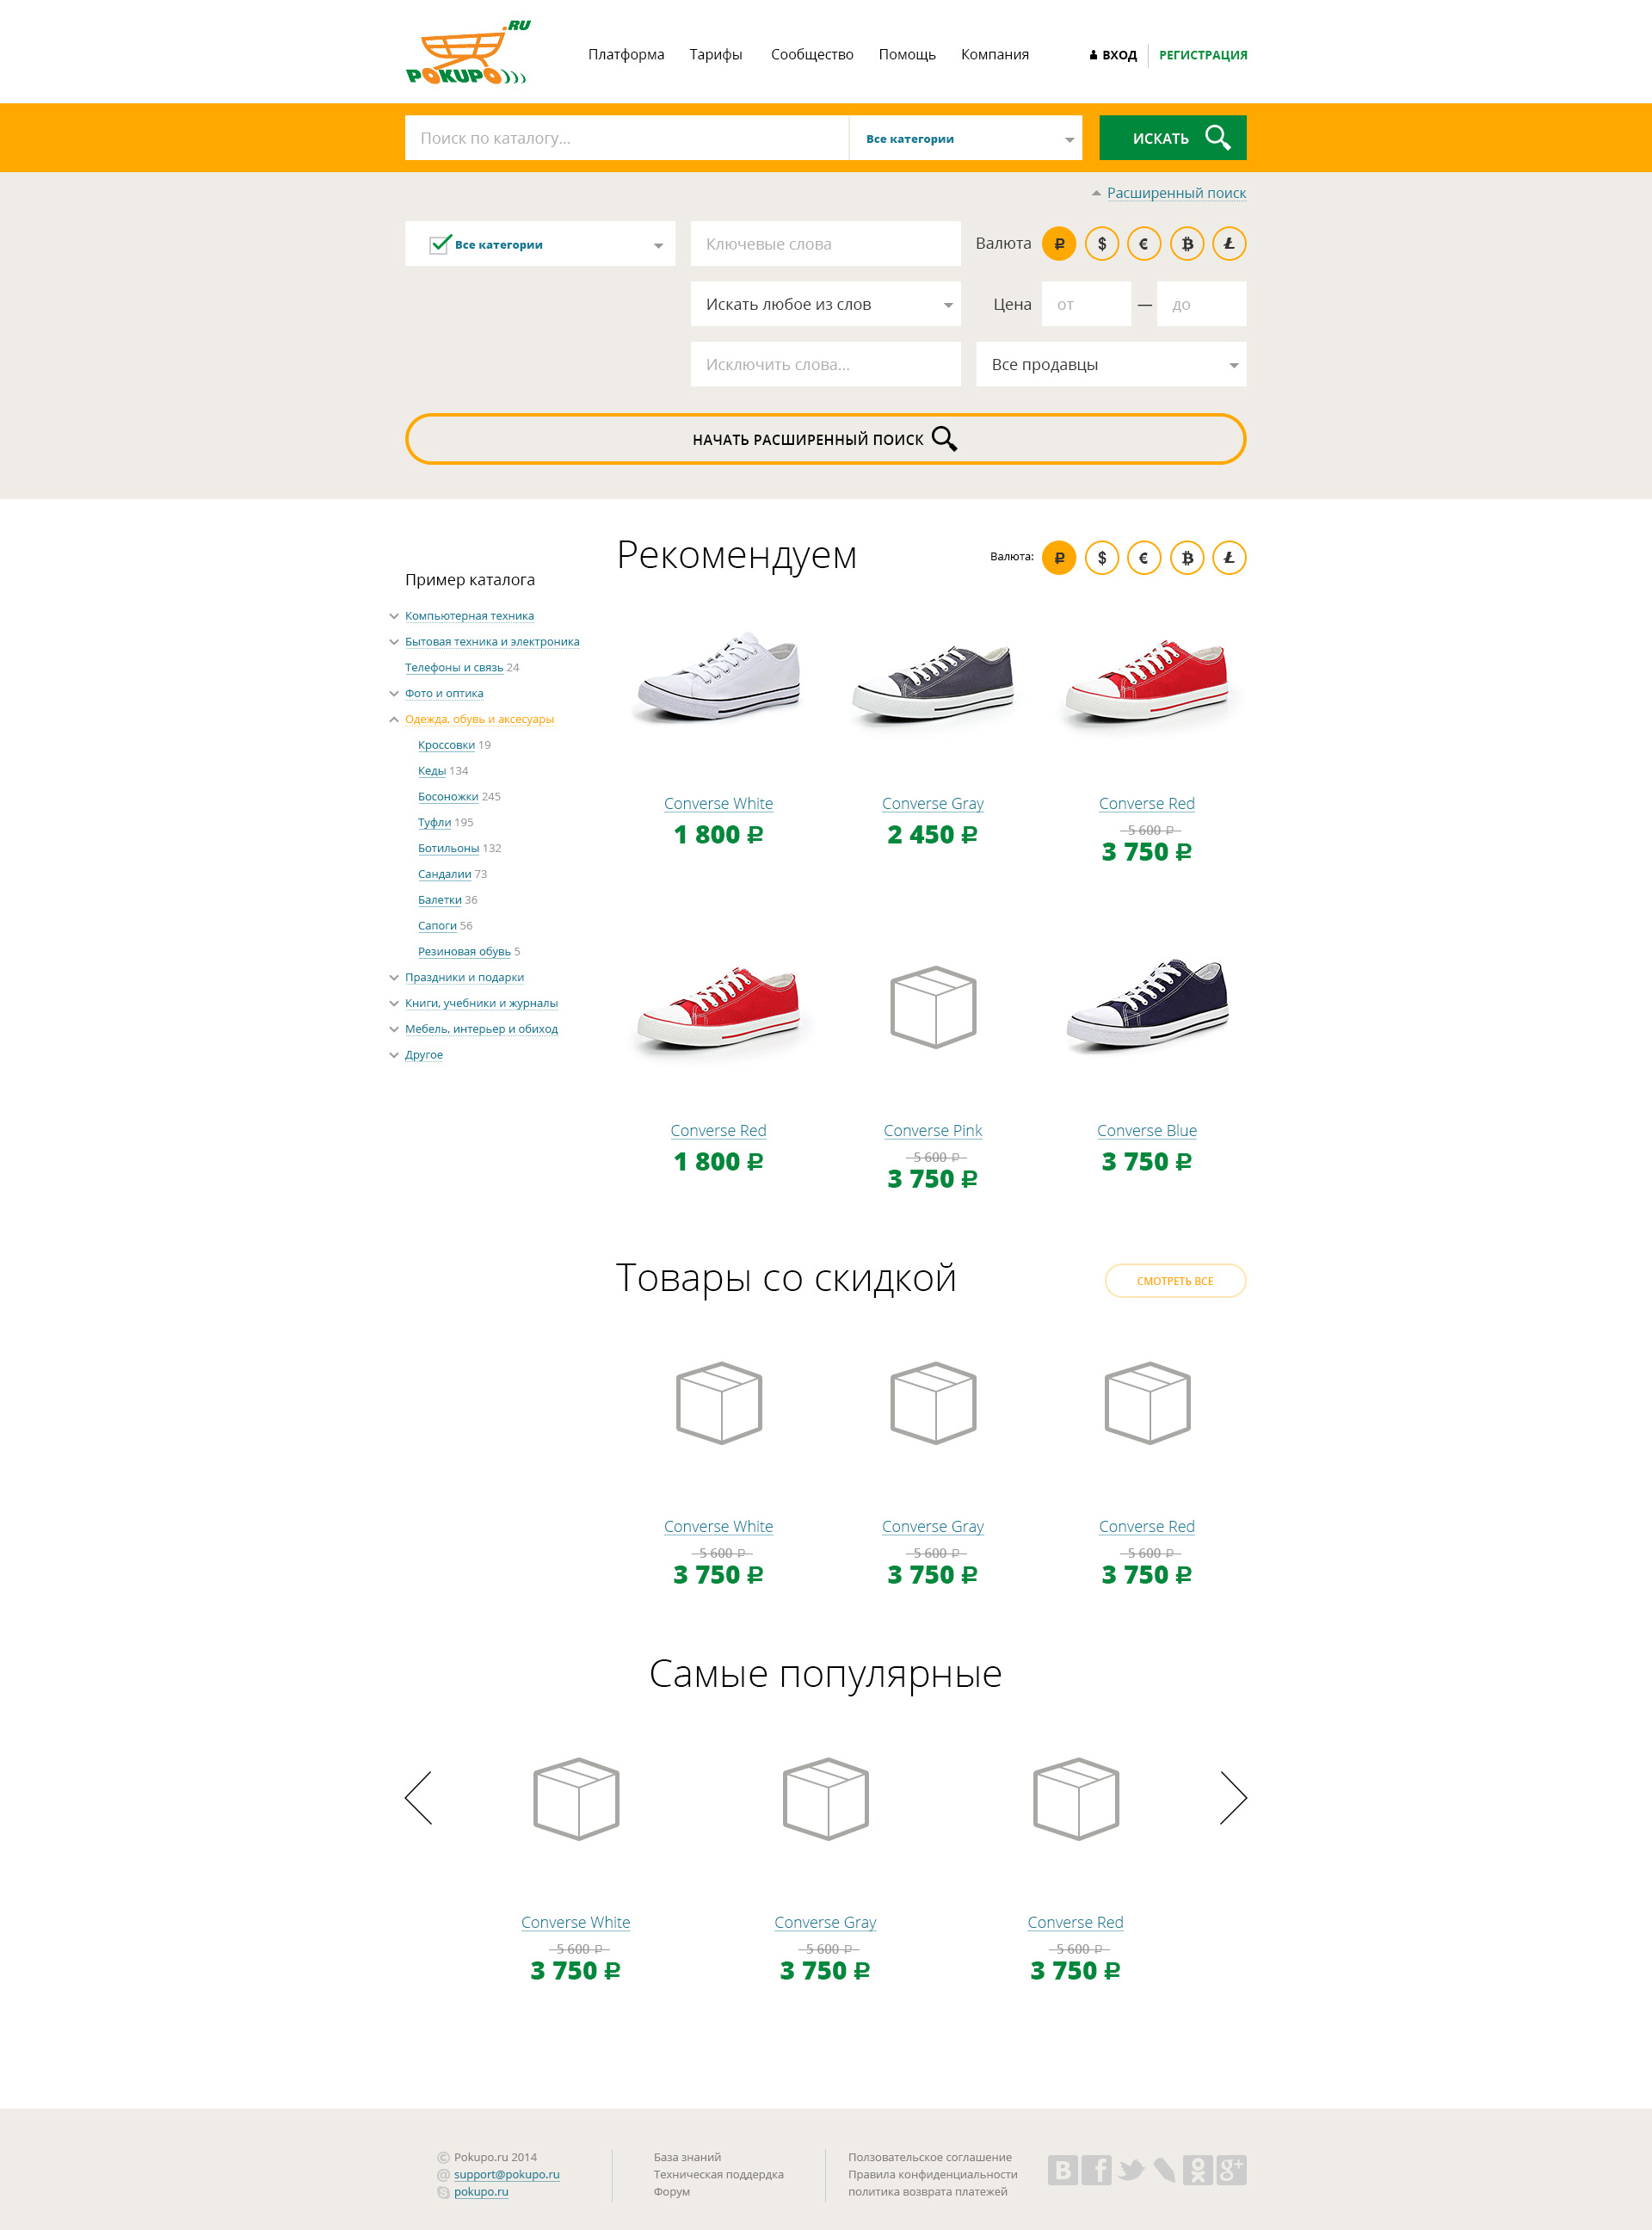 .RU
POKUPO
Платформа Тарифы Сообщество Помощь Компания
ВХОД РЕГИСТРАЦИЯ
Поиск по каталогу... Все категории ИСКАТЬ
Расширенный поиск
Все категории Ключевые слова Валюта ₽ $ € ₿ Ł
Искать любое из слов Цена от — до
Исключить слова... Все продавцы
НАЧАТЬ РАСШИРЕННЫЙ ПОИСК
Рекомендуем Валюта: ₽ $ € ₿ Ł
Пример каталога
Компьютерная техника
Бытовая техника и электроника
Телефоны и связь 24
Фото и оптика
Одежда, обувь и аксесуары
Кроссовки 19
Кеды 134
Босоножки 245
Туфли 195
Ботильоны 132
Сандалии 73
Балетки 36
Сапоги 56
Резиновая обувь 5
Праздники и подарки
Книги, учебники и журналы
Мебель, интерьер и обиход
Другое
Converse White Converse Gray Converse Red
1 800 ₽ 2 450 ₽ 5 600 ₽
3 750 ₽
Converse Red Converse Pink Converse Blue
1 800 ₽ 5 600 ₽ 3 750 ₽
3 750 ₽
Товары со скидкой СМОТРЕТЬ ВСЕ
Converse White Converse Gray Converse Red
5 600 ₽ 5 600 ₽ 5 600 ₽
3 750 ₽ 3 750 ₽ 3 750 ₽
Самые популярные
Converse White Converse Gray Converse Red
5 600 ₽ 5 600 ₽ 5 600 ₽
3 750 ₽ 3 750 ₽ 3 750 ₽
© Pokupo.ru 2014
@ support@pokupo.ru
pokupo.ru
База знаний
Техническая поддердка
Форум
Ползовательское соглашение
Правила конфиденциальности
политика возврата платежей